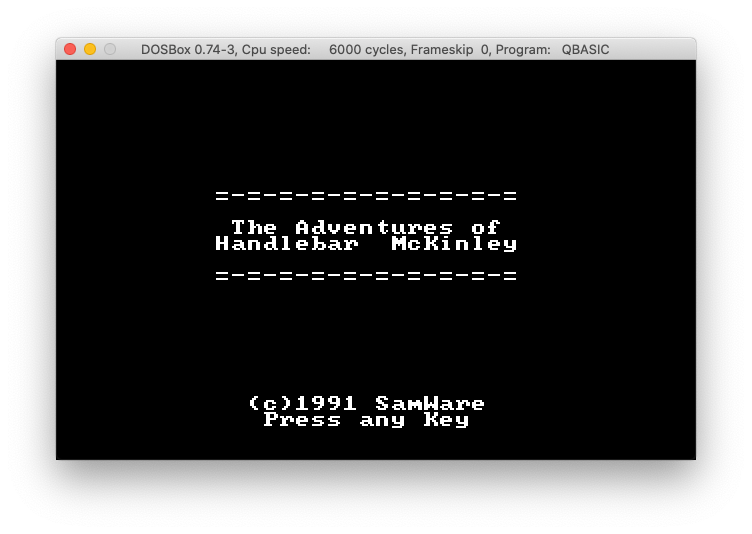 DOSBox 0.74-3, Cpu speed: 6000 cycles, Frameskip 0, Program: QBASIC
=-=-=-=-=-=-=-=-=-=
The Adventures of
Handlebar  McKinley
=-=-=-=-=-=-=-=-=-=
(c)1991 SamWare
Press any Key